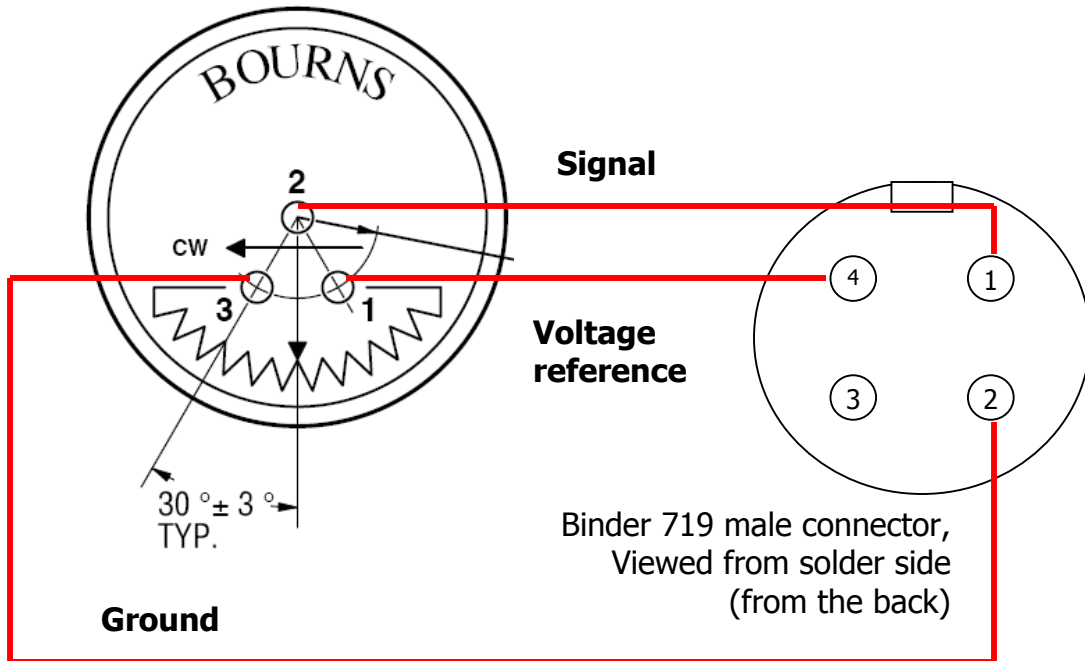 BOURNS
2
Signal
CW
4
1
3
1
Voltage
reference
3
2
30 °± 3 °
TYP.
Binder 719 male connector,
Viewed from solder side
(from the back)
Ground